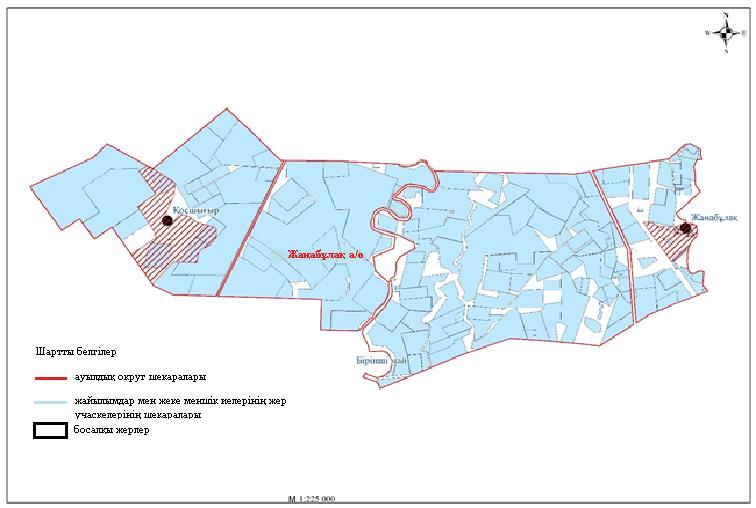 N
W E
S
Қосшығыр
Жаңабұлақ
Жаңабұлақ а/о
Бірінші май
Шартты белгілер
ауылдық округ шекаралары
жайылымдар мен жеке меншік иелерінің жер
учаскелерінің шекаралары
босалқы жерлер
М 1:225 000